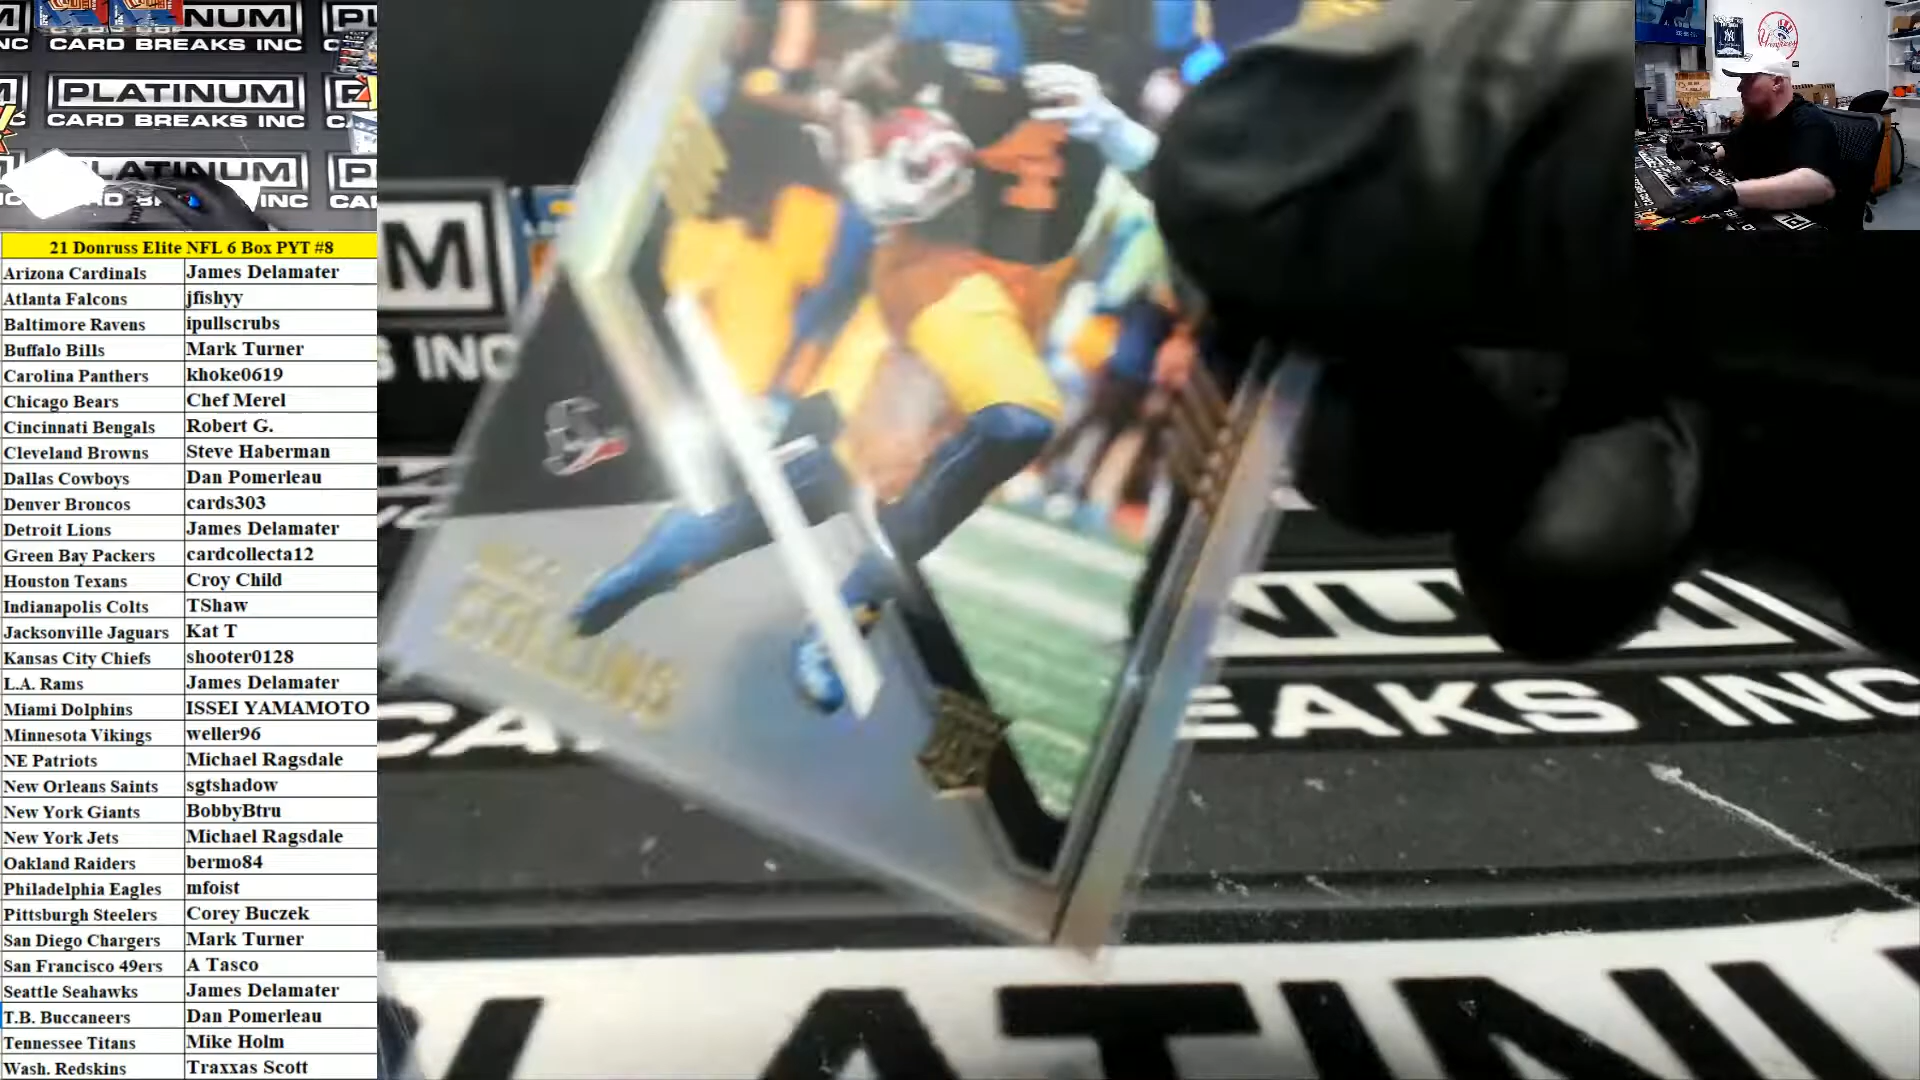 PLATINUM
CARD BREAKS INC
PLATINUM
CARD BREAKS INC
PLATINUM
21 Donruss Elite NFL 6 Box PYT #8
Arizona Cardinals James Delamater
Atlanta Falcons jfishyy
Baltimore Ravens ipullscrubs
Buffalo Bills Mark Turner
Carolina Panthers khoke0619
Chicago Bears Chef Merel
Cincinnati Bengals Robert G.
Cleveland Browns Steve Haberman
Dallas Cowboys Dan Pomerleau
Denver Broncos cards303
Detroit Lions James Delamater
Green Bay Packers cardcollecta12
Houston Texans Croy Child
Indianapolis Colts TShaw
Jacksonville Jaguars Kat T
Kansas City Chiefs shooter0128
L.A. Rams James Delamater
Miami Dolphins ISSEI YAMAMOTO
Minnesota Vikings weller96
NE Patriots Michael Ragsdale
New Orleans Saints sgtshadow
New York Giants BobbyBtru
New York Jets Michael Ragsdale
Oakland Raiders bermo84
Philadelphia Eagles mfoist
Pittsburgh Steelers Corey Buczek
San Diego Chargers Mark Turner
San Francisco 49ers A Tasco
Seattle Seahawks James Delamater
T.B. Buccaneers Dan Pomerleau
Tennessee Titans Mike Holm
Wash. Redskins Traxxas Scott
INC
COLLINS
EAKS INC
LATINU